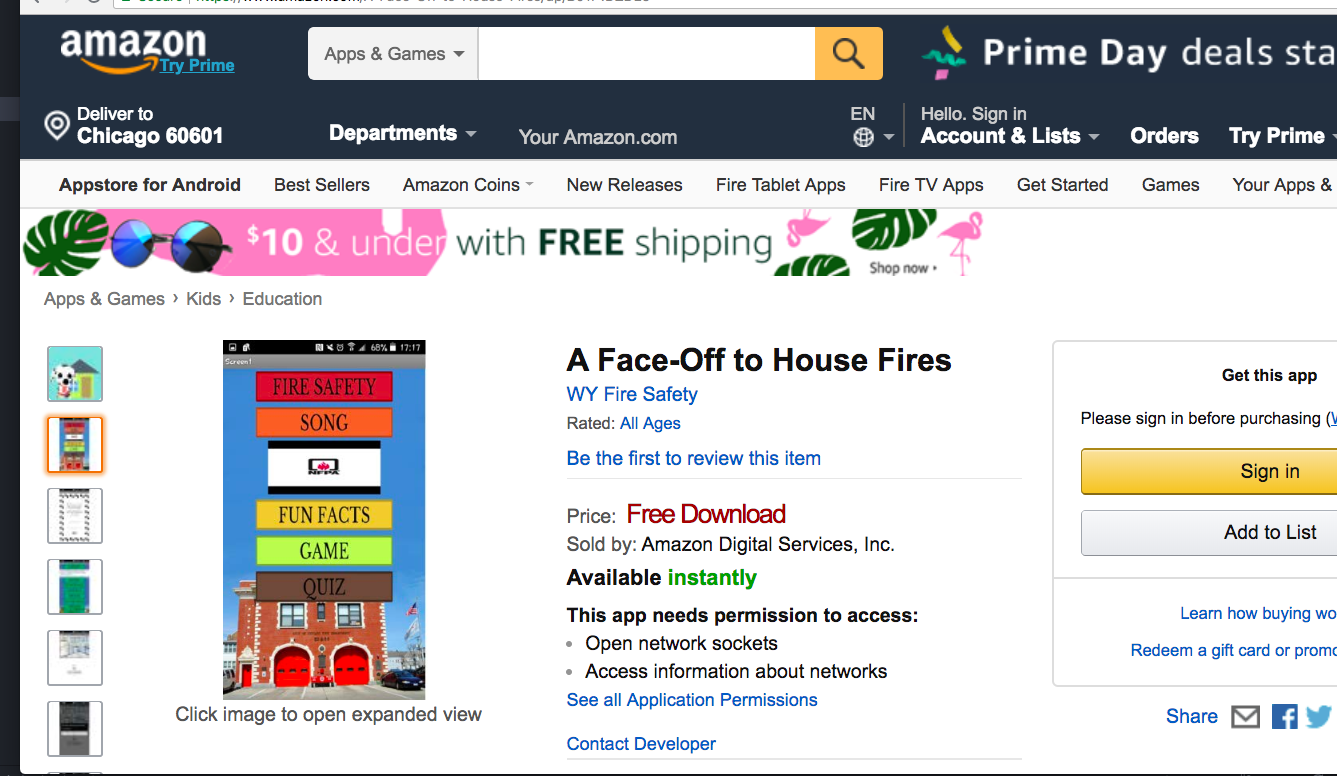 amazon
Try Prime
Apps & Games
Prime Day deals sta
Deliver to
Chicago 60601
Departments
Your Amazon.com
EN
Hello. Sign in
Account & Lists
Orders
Try Prime
Appstore for Android
Best Sellers
Amazon Coins
New Releases
Fire Tablet Apps
Fire TV Apps
Get Started
Games
Your Apps &
$10 & under with FREE shipping
Shop now
Apps & Games › Kids › Education
68% 17:17
Screen1
FIRE SAFETY
SONG
NFPA
FUN FACTS
GAME
QUIZ
Click image to open expanded view
A Face-Off to House Fires
WY Fire Safety
Rated: All Ages
Be the first to review this item
Price: Free Download
Sold by: Amazon Digital Services, Inc.
Available instantly
This app needs permission to access:
Open network sockets
Access information about networks
See all Application Permissions
Contact Developer
Get this app
Please sign in before purchasing (
Sign in
Add to List
Learn how buying wo
Redeem a gift card or promo
Share